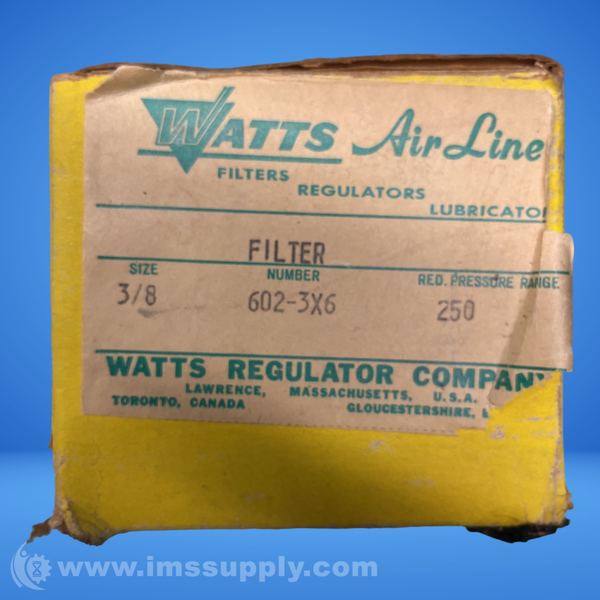 WATTS Air Line
FILTERS
REGULATORS
LUBRICATO
FILTER
SIZE NUMBER RED. PRESSURE RANGE
3/8 602-3X6 250
WATTS REGULATOR COMPANY
LAWRENCE, MASSACHUSETTS, U.S.A.
TORONTO, CANADA GLOUCESTERSHIRE,
www.imssupply.com